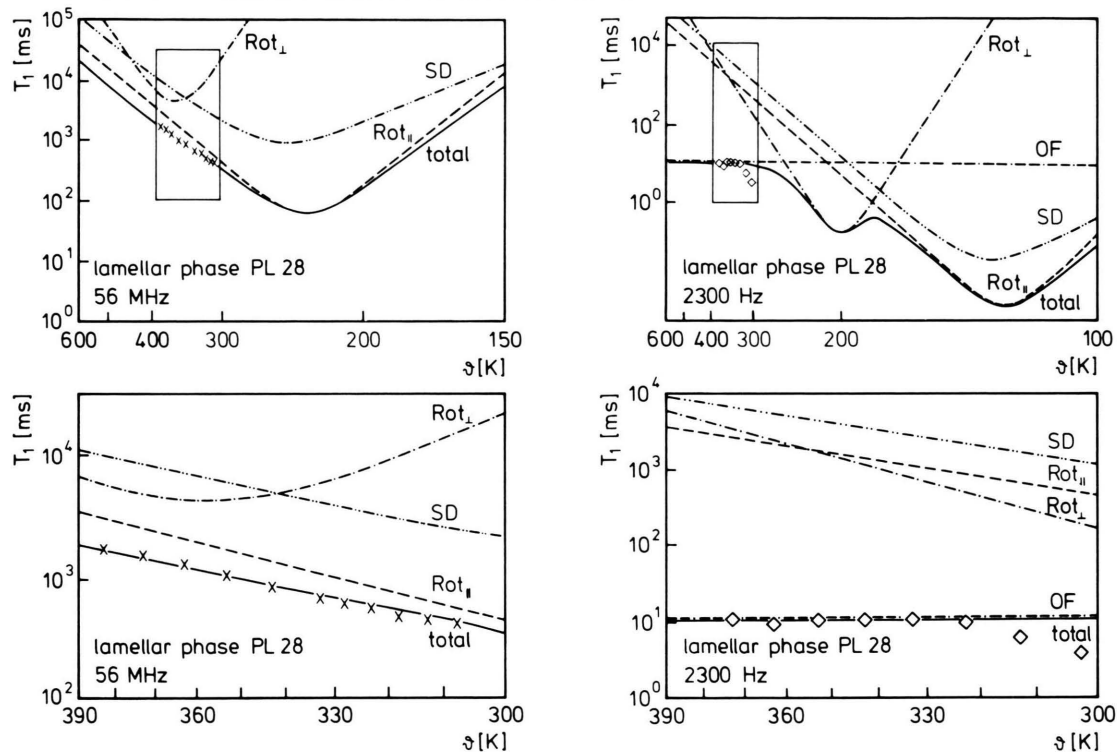 T₁ [ms]
10⁵
10⁴
10³
10²
10¹
10⁰
Rot⊥
SD
Rot∥
total
lamellar phase PL 28
56 MHz
600
400
300
200
150
ϑ[K]
T₁ [ms]
10⁴
10²
10⁰
Rot⊥
OF
SD
Rot∥
total
lamellar phase PL 28
2300 Hz
600
400
300
200
100
ϑ[K]
T₁ [ms]
10⁴
10³
10²
Rot⊥
SD
Rot∥
total
lamellar phase PL 28
56 MHz
390
360
330
300
ϑ[K]
T₁ [ms]
10⁴
10³
10²
10¹
10⁰
SD
Rot∥
Rot⊥
OF
total
lamellar phase PL 28
2300 Hz
390
360
330
300
ϑ[K]